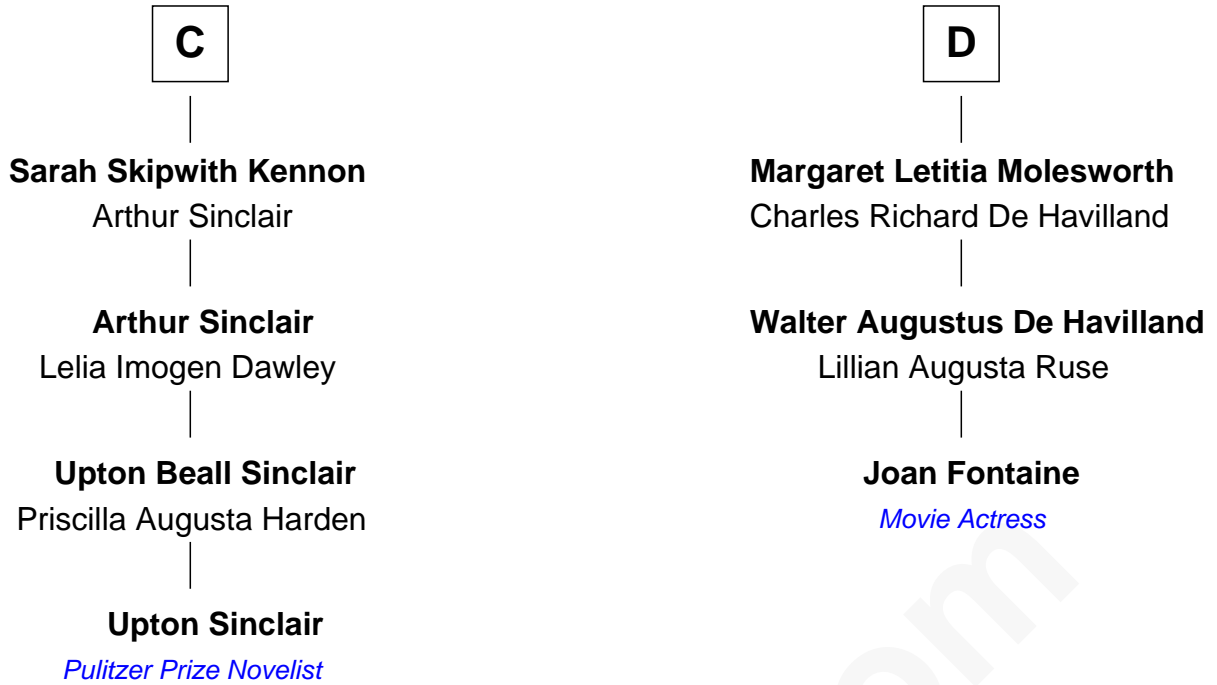 C
Sarah Skipwith Kennon
Arthur Sinclair
Arthur Sinclair
Lelia Imogen Dawley
Upton Beall Sinclair
Priscilla Augusta Harden
Upton Sinclair
Pulitzer Prize Novelist
D
Margaret Letitia Molesworth
Charles Richard De Havilland
Walter Augustus De Havilland
Lillian Augusta Ruse
Joan Fontaine
Movie Actress
om